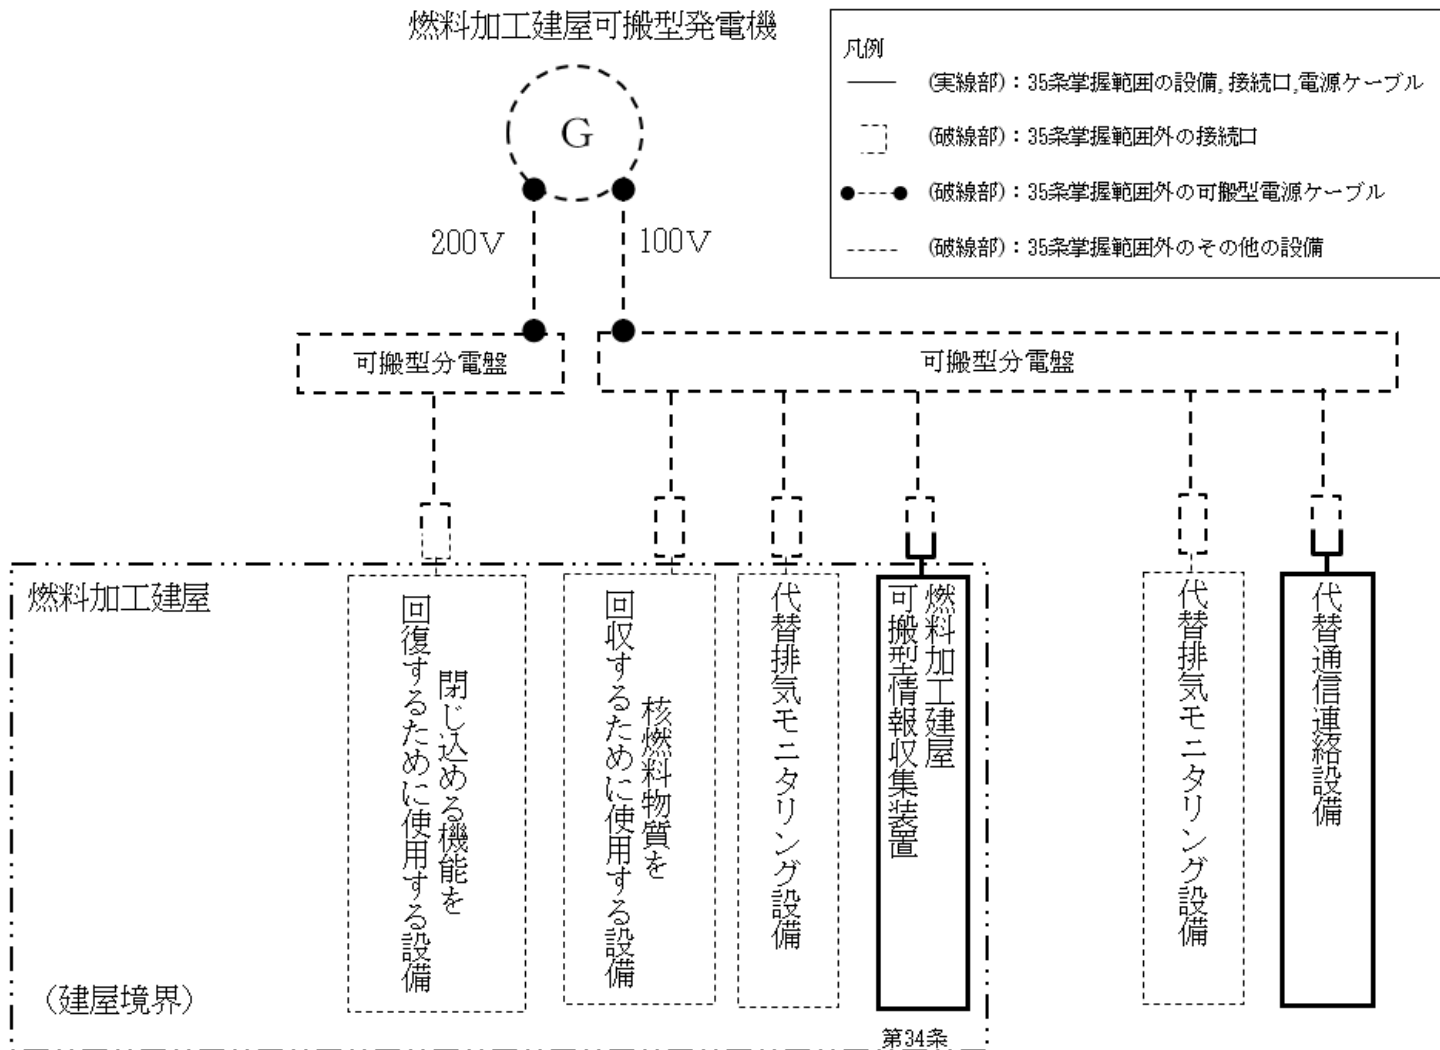 燃料加工建屋可搬型発電機
G
200V
100V
凡例
(実線部)：35条掌握範囲の設備,接続口,電源ケーブル
(破線部)：35条掌握範囲外の接続口
(破線部)：35条掌握範囲外の可搬型電源ケーブル
(破線部)：35条掌握範囲外のその他の設備
可搬型分電盤
可搬型分電盤
燃料加工建屋
閉じ込める機能を
回復するために使用する設備
核燃料物質を
回収するために使用する設備
代替排気モニタリング設備
燃料加工建屋
可搬型情報収集装置
代替排気モニタリング設備
代替通信連絡設備
(建屋境界)
第34条